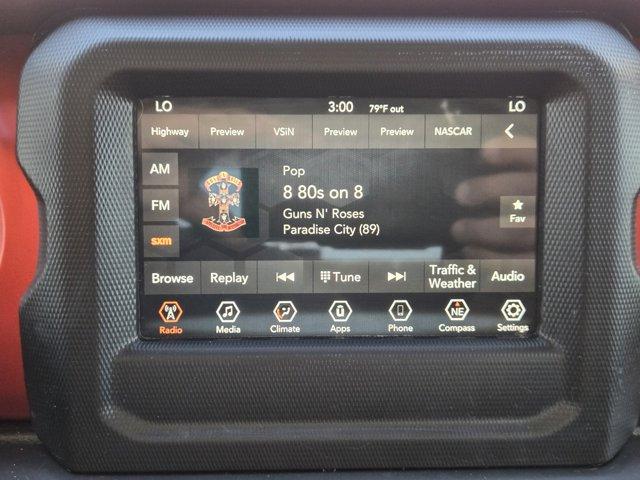 LO 3:00 79°F out LO
Highway Preview VSiN Preview Preview NASCAR
AM
Pop
8 80s on 8
FM
Guns N' Roses
Fav
Paradise City (89)
sxm
Browse Replay Tune Traffic & Weather Audio
Radio Media Climate Apps Phone NE Compass Settings